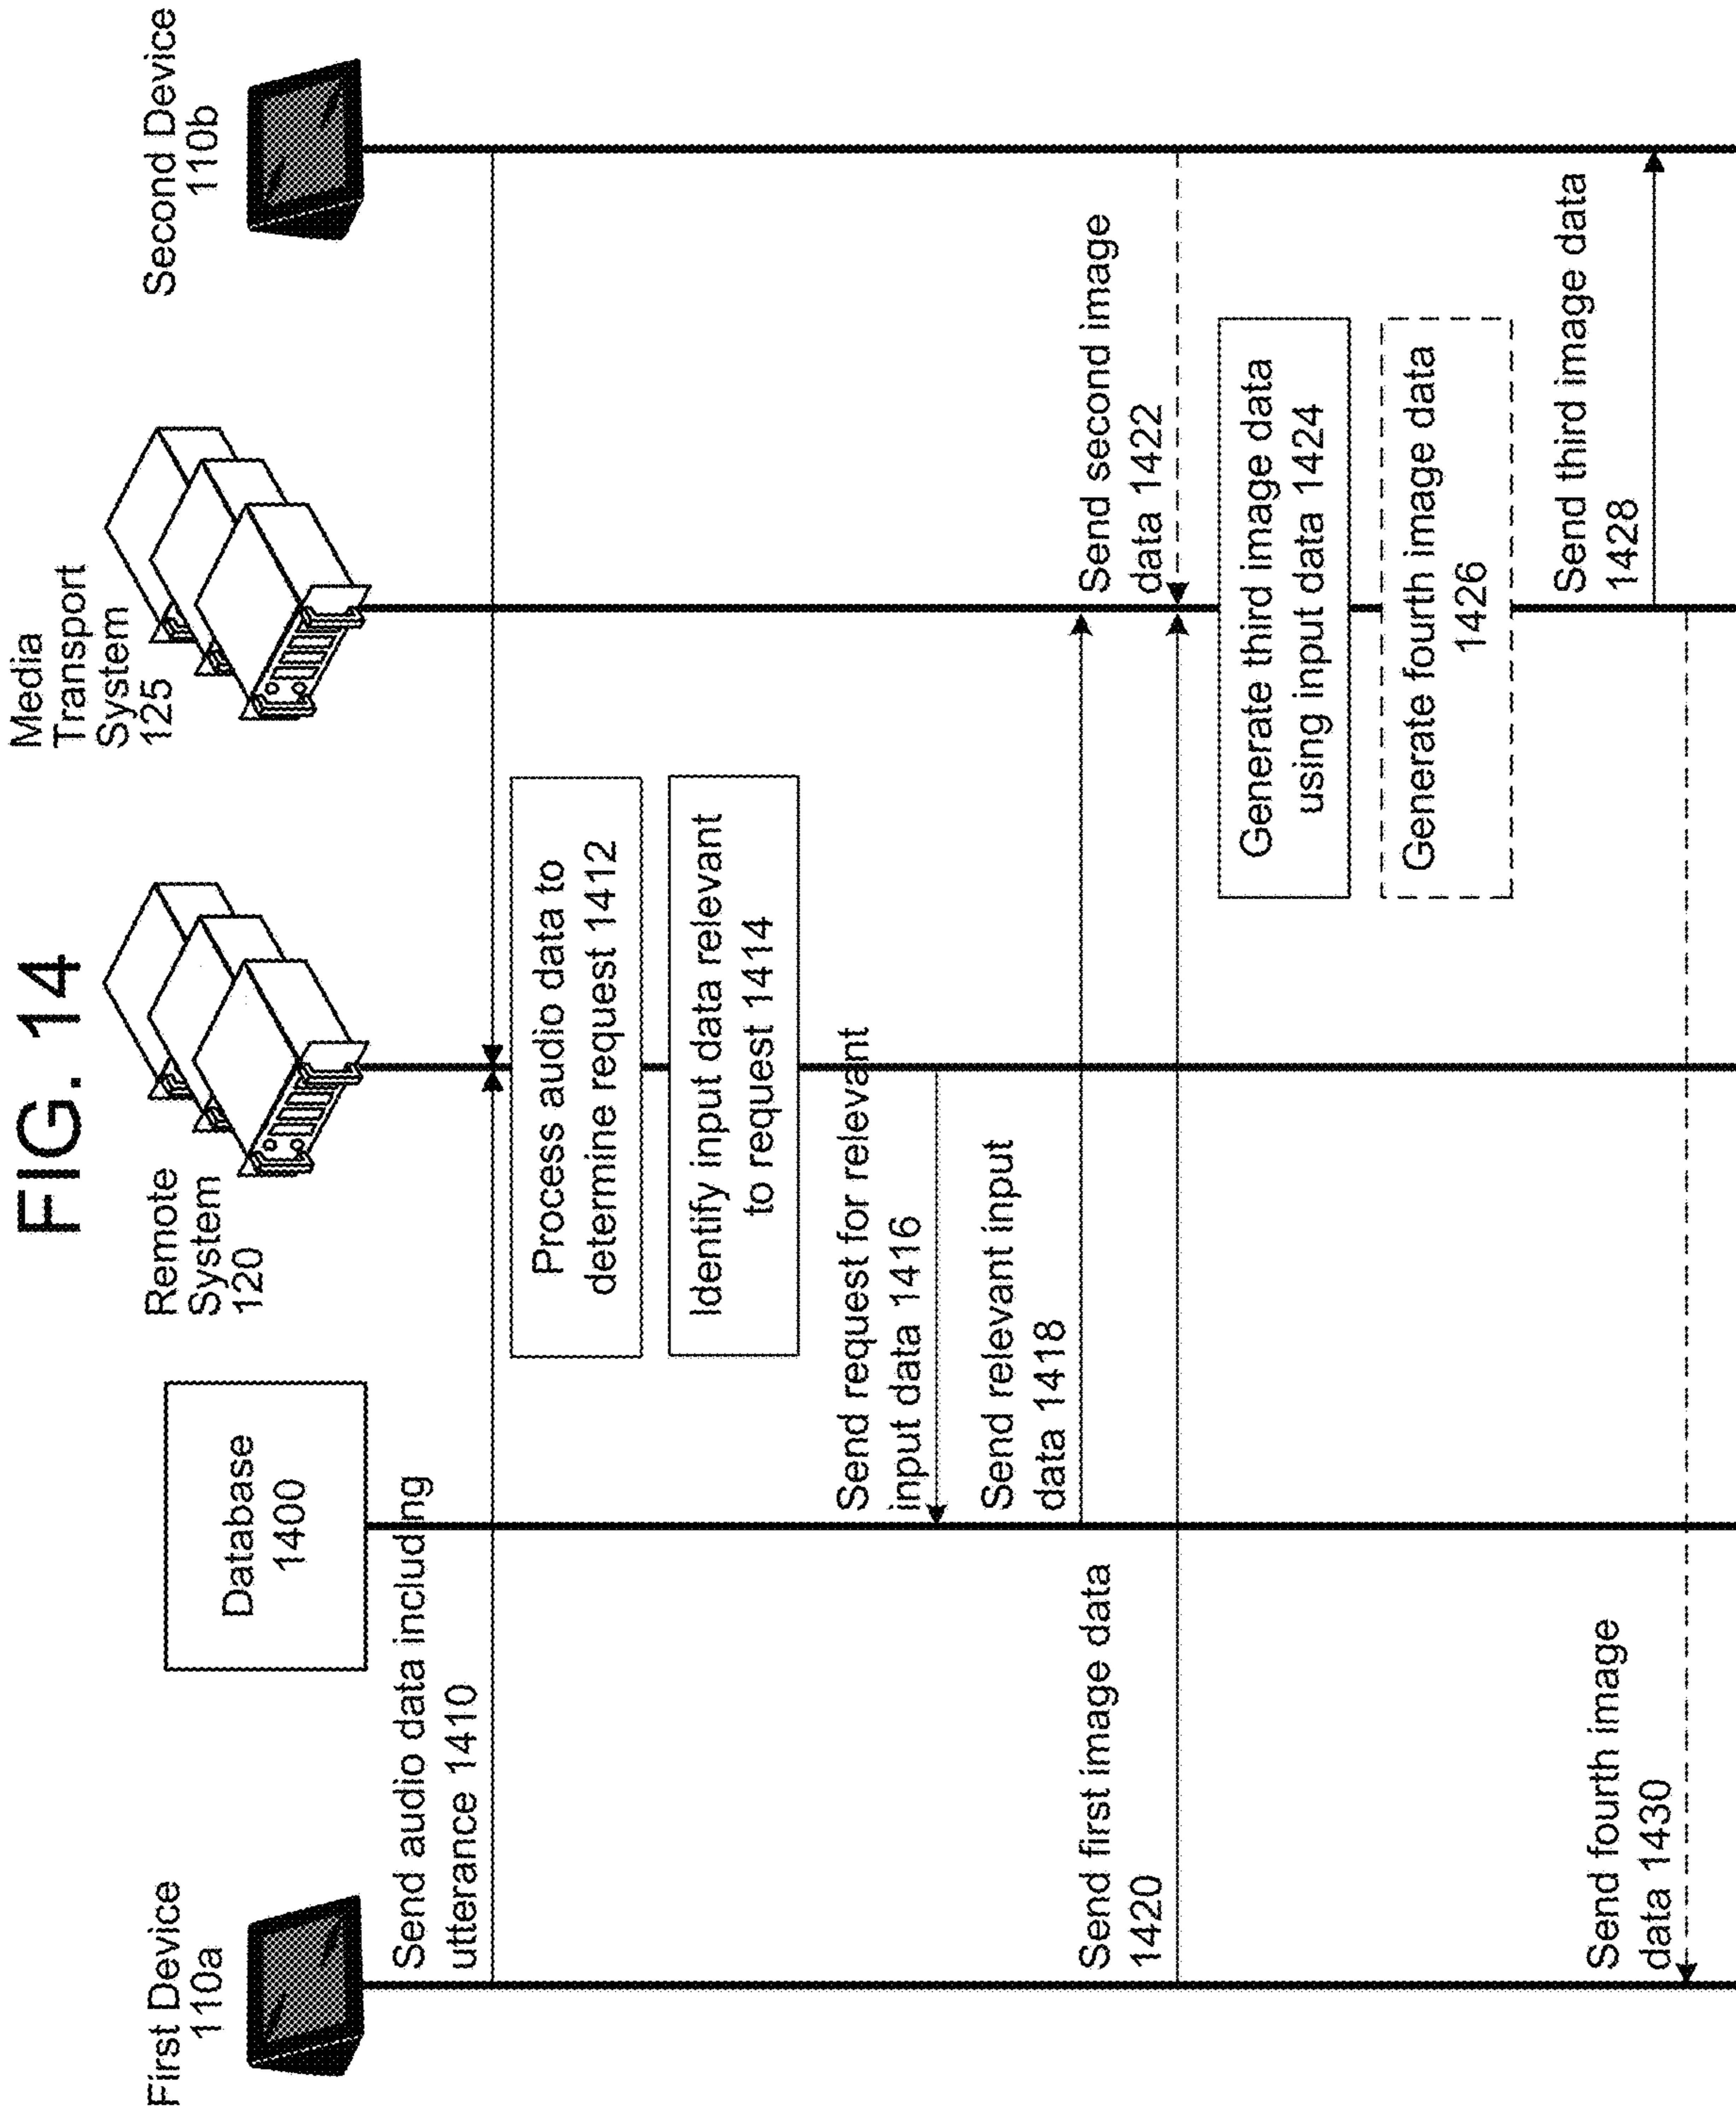 FIG. 14
First Device
110a
Database
1400
Remote
System
120
Media
Transport
System
125
Second Device
110b
Send audio data including
utterance 1410
Process audio data to
determine request 1412
Identify input data relevant
to request 1414
Send request for relevant
input data 1416
Send relevant input
data 1418
Send first image data
1420
Send second image
data 1422
Generate third image data
using input data 1424
Generate fourth image data
1426
Send third image data
1428
Send fourth image
data 1430